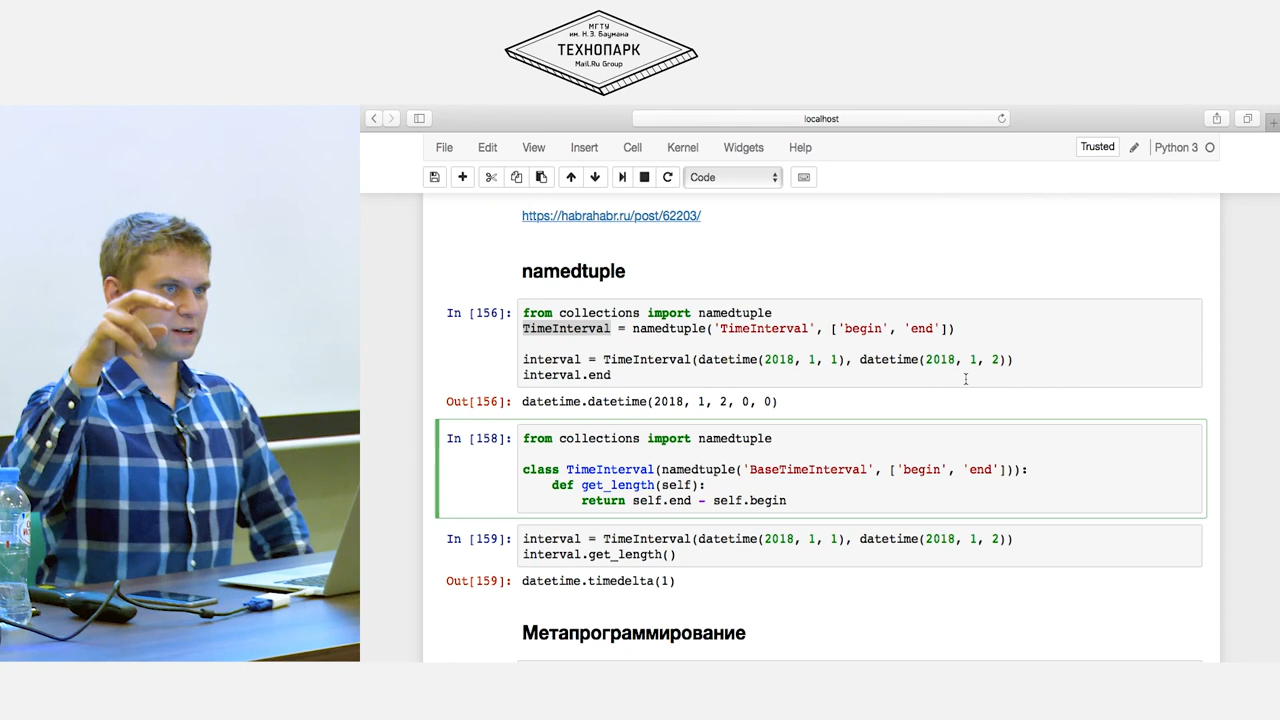 МГТУ
им. Н.Э. Баумана
ТЕХНОПАРК
Mail.Ru Group
localhost
File Edit View Insert Cell Kernel Widgets Help Trusted Python 3
Code
https://habrahabr.ru/post/62203/
namedtuple
In [156]: from collections import namedtuple
TimeInterval = namedtuple('TimeInterval', ['begin', 'end'])
interval = TimeInterval(datetime(2018, 1, 1), datetime(2018, 1, 2))
interval.end
Out[156]: datetime.datetime(2018, 1, 2, 0, 0)
In [158]: from collections import namedtuple
class TimeInterval(namedtuple('BaseTimeInterval', ['begin', 'end'])):
def get_length(self):
return self.end - self.begin
In [159]: interval = TimeInterval(datetime(2018, 1, 1), datetime(2018, 1, 2))
interval.get_length()
Out[159]: datetime.timedelta(1)
Метапрограммирование